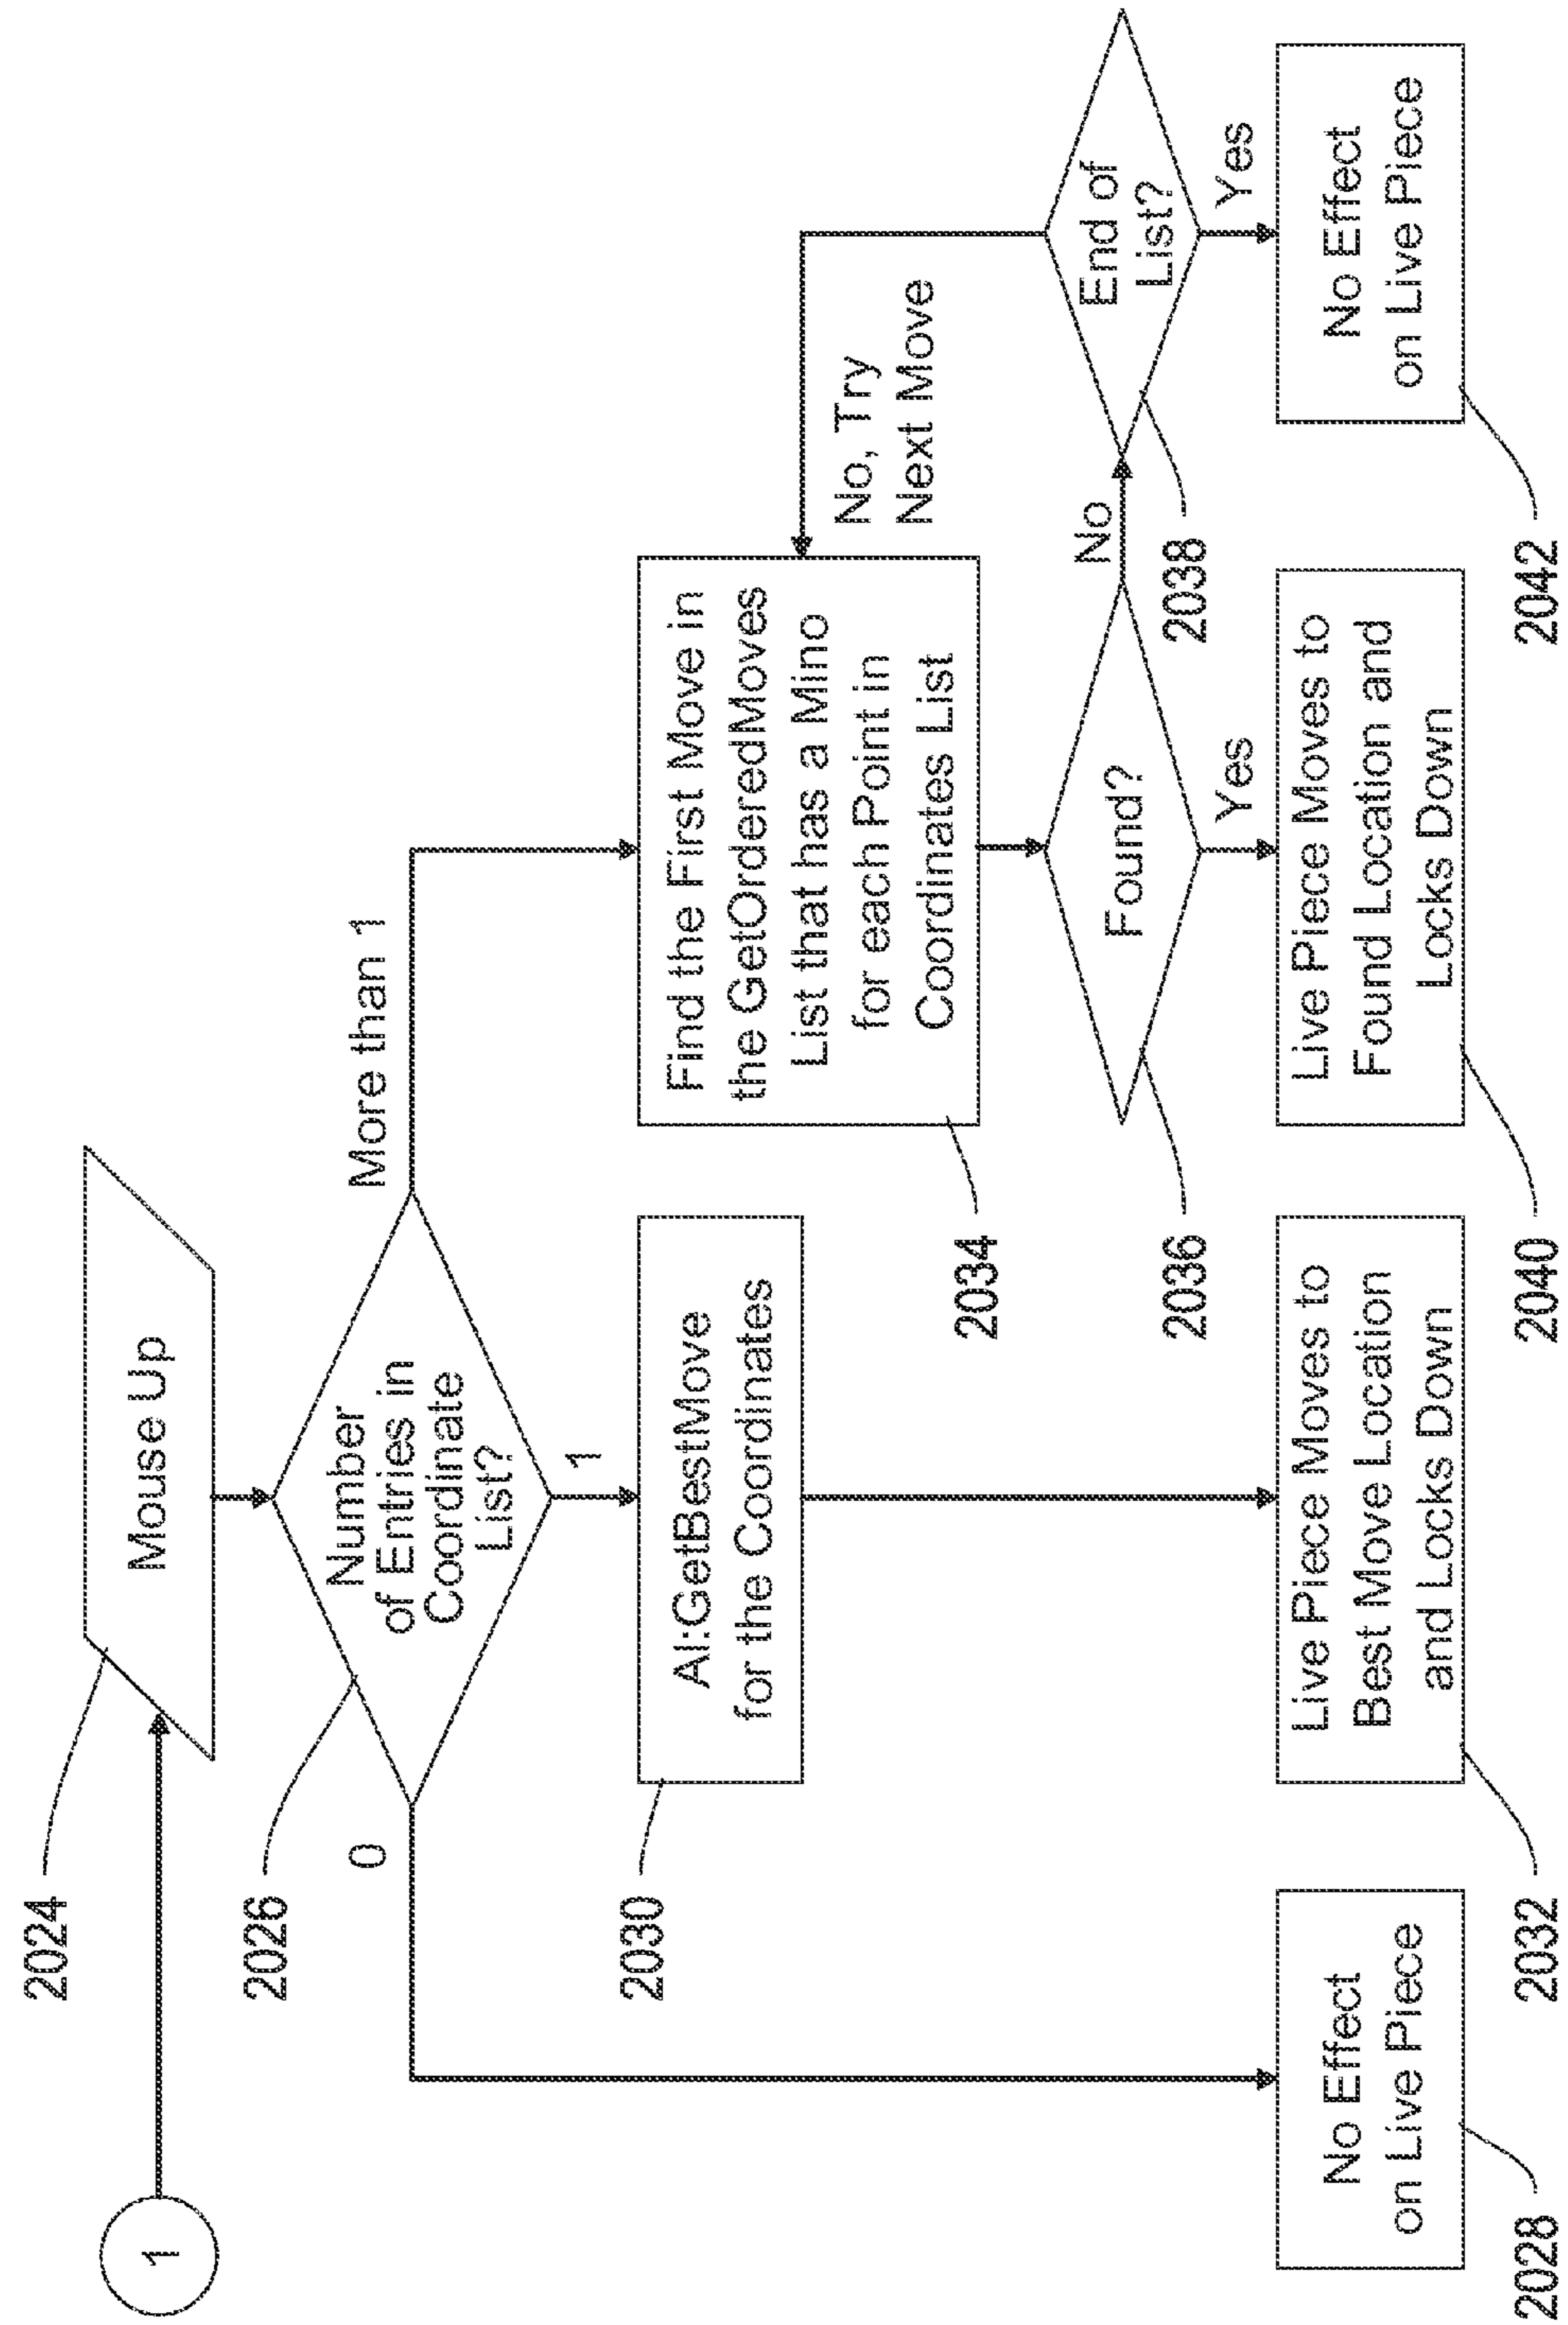 1
2024
Mouse Up
2026
Number
of Entries in
Coordinate
List?
0
1
More than 1
2030
AI:GetBestMove
for the Coordinates
2034
Find the First Move in
the GetOrderedMoves
List that has a Mino
for each Point in
Coordinates List
No, Try
Next Move
2036
Found?
No
Yes
2038
End of
List?
Yes
2028
No Effect
on Live Piece
2032
Live Piece Moves to
Best Move Location
and Locks Down
2040
Live Piece Moves to
Found Location and
Locks Down
2042
No Effect
on Live Piece